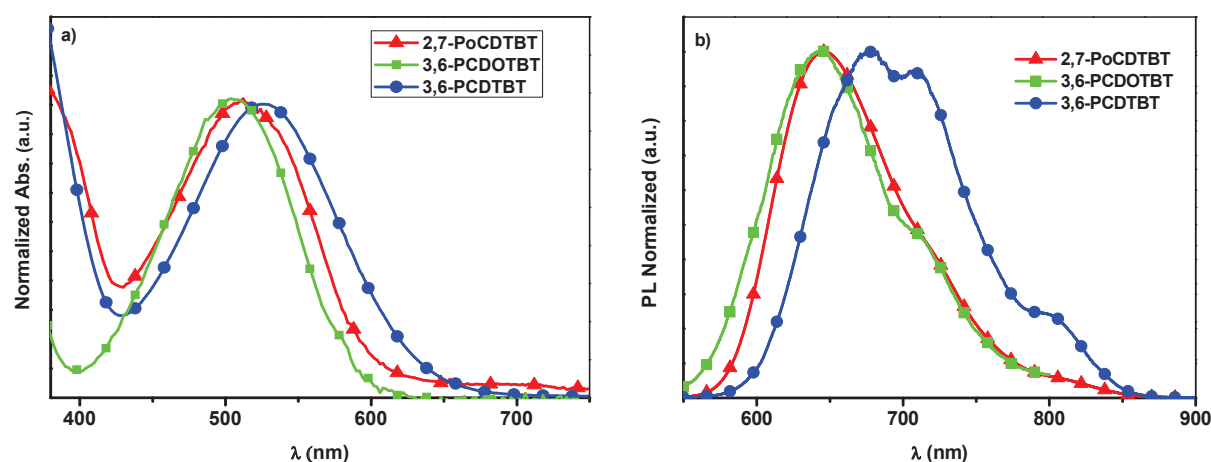 a)
2,7-PoCDTBT
3,6-PCDOTBT
3,6-PCDTBT
Normalized Abs. (a.u.)
400 500 600 700
λ (nm)
b)
2,7-PoCDTBT
3,6-PCDOTBT
3,6-PCDTBT
PL Normalized (a.u.)
600 700 800 900
λ (nm)